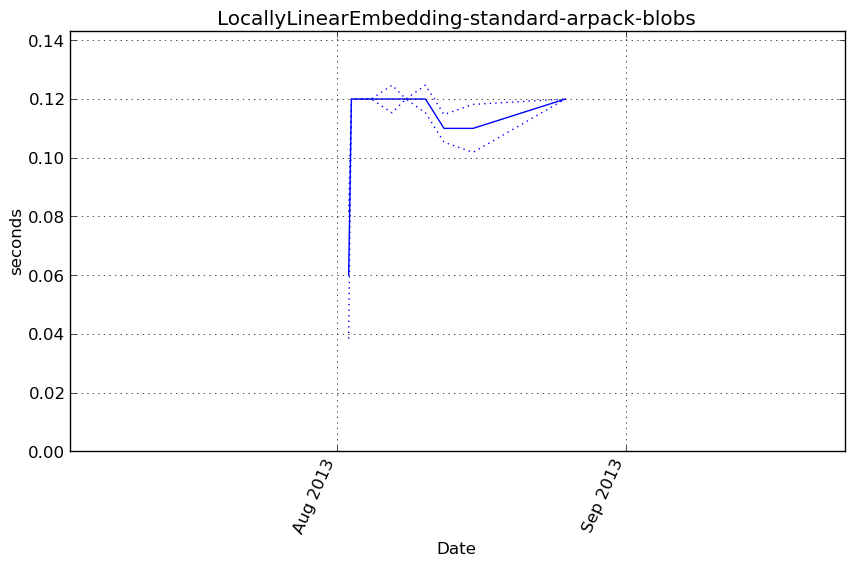 LocallyLinearEmbedding-standard-arpack-blobs
0.14
0.12
0.10
0.08
0.06
0.04
0.02
0.00
seconds
Aug 2013
Sep 2013
Date